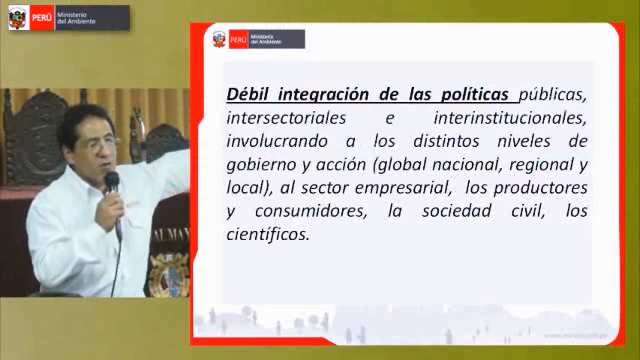 PERÚ
Ministerio
del Ambiente
PERÚ
Ministerio
del Ambiente
Débil integración de las políticas públicas,
intersectoriales e interinstitucionales,
involucrando a los distintos niveles de
gobierno y acción (global nacional, regional y
local), al sector empresarial, los productores
y consumidores, la sociedad civil, los
científicos.